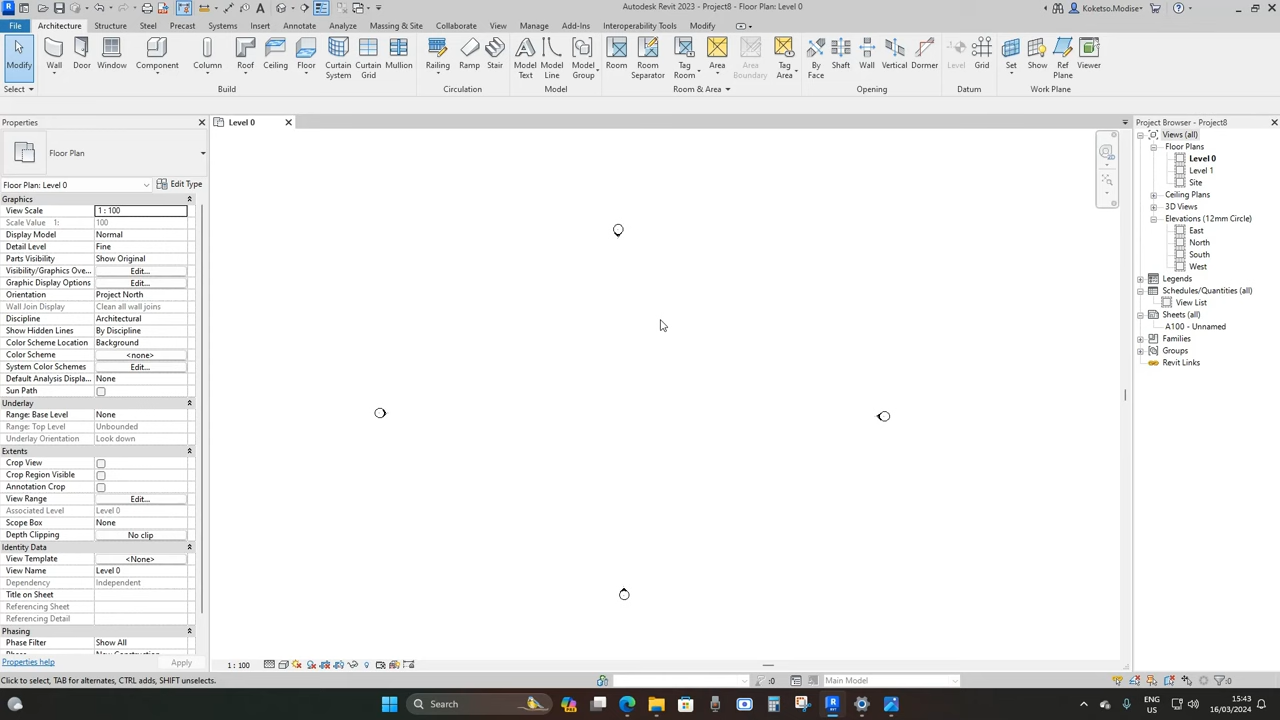 Autodesk Revit 2023 - Project8 - Floor Plan: Level 0
Koketso.Modise
File
Architecture
Structure
Steel
Precast
Systems
Insert
Annotate
Analyze
Massing & Site
Collaborate
View
Manage
Add-Ins
Interoperability Tools
Modify
Modify
Wall
Door
Window
Component
Column
Roof
Ceiling
Floor
Curtain System
Curtain Grid
Mullion
Railing
Ramp
Stair
Model Text
Model Line
Model Group
Room
Room Separator
Tag Room
Area
Area Boundary
Tag Area
By Face
Shaft
Wall
Vertical
Dormer
Level
Grid
Set
Show
Ref Plane
Viewer
Select
Build
Circulation
Model
Room & Area
Opening
Datum
Work Plane
Properties
Floor Plan
Floor Plan: Level 0
Edit Type
Graphics
View Scale 1 : 100
Scale Value 1: 100
Display Model Normal
Detail Level Fine
Parts Visibility Show Original
Visibility/Graphics Ove... Edit...
Graphic Display Options Edit...
Orientation Project North
Wall Join Display Clean all wall joins
Discipline Architectural
Show Hidden Lines By Discipline
Color Scheme Location Background
Color Scheme <none>
System Color Schemes Edit...
Default Analysis Displa... None
Sun Path
Underlay
Range: Base Level None
Range: Top Level Unbounded
Underlay Orientation Look down
Extents
Crop View
Crop Region Visible
Annotation Crop
View Range Edit...
Associated Level Level 0
Scope Box None
Depth Clipping No clip
Identity Data
View Template <None>
View Name Level 0
Dependency Independent
Title on Sheet
Referencing Sheet
Referencing Detail
Phasing
Phase Filter Show All
Properties help
Apply
Level 0
1 : 100
Project Browser - Project8
Views (all)
Floor Plans
Level 0
Level 1
Site
Ceiling Plans
3D Views
Elevations (12mm Circle)
East
North
South
West
Legends
Schedules/Quantities (all)
View List
Sheets (all)
A100 - Unnamed
Families
Groups
Revit Links
Click to select, TAB for alternates, CTRL adds, SHIFT unselects.
:0
Main Model
:0
Search
ENG
US
15:43
16/03/2024